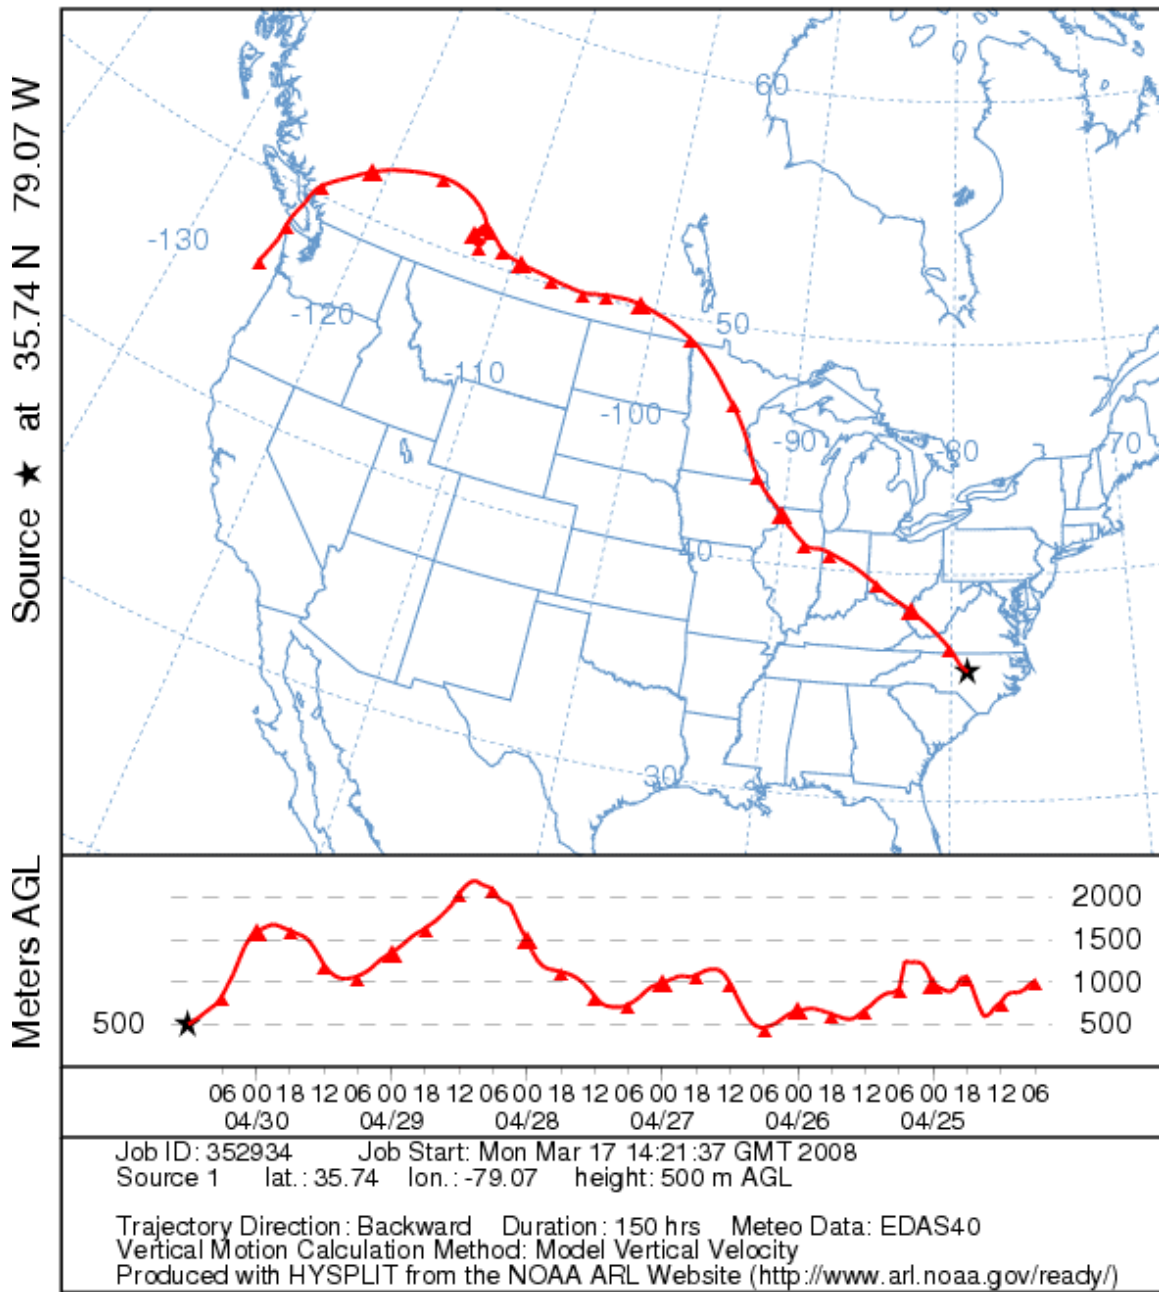 Source ★ at 35.74 N 79.07 W
60
-130
-120
50
-110
-100
-90
80
70
40
30
Meters AGL
2000
1500
1000
500
500
06 00 18 12 06 00 18 12 06 00 18 12 06 00 18 12 06 00 18 12 06 00 18 12 06
04/30 04/29 04/28 04/27 04/26 04/25
Job ID: 352934 Job Start: Mon Mar 17 14:21:37 GMT 2008
Source 1 lat.: 35.74 lon.: -79.07 height: 500 m AGL
Trajectory Direction: Backward Duration: 150 hrs Meteo Data: EDAS40
Vertical Motion Calculation Method: Model Vertical Velocity
Produced with HYSPLIT from the NOAA ARL Website (http://www.arl.noaa.gov/ready/)